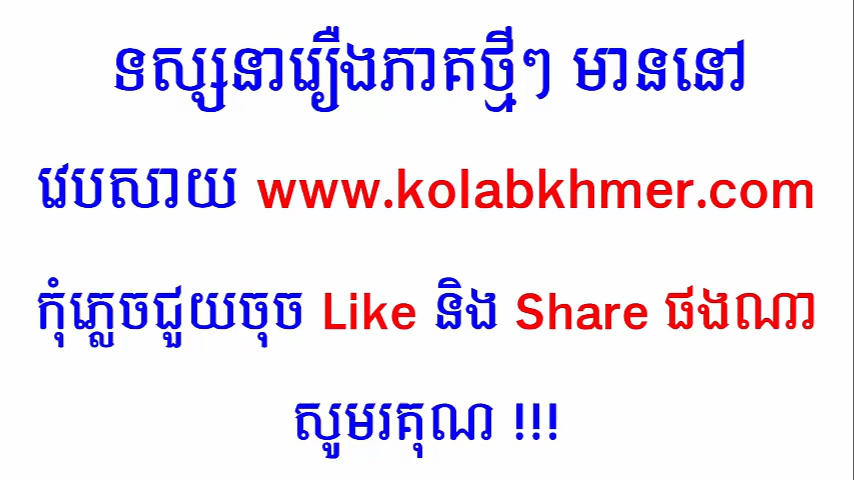 ទស្សនារឿងភាគថ្មីៗ មាននៅ
វេបសាយ www.kolabkhmer.com
កុំភ្លេចជួយចុច Like និង Share ផងណា
សូមរគុណ !!!